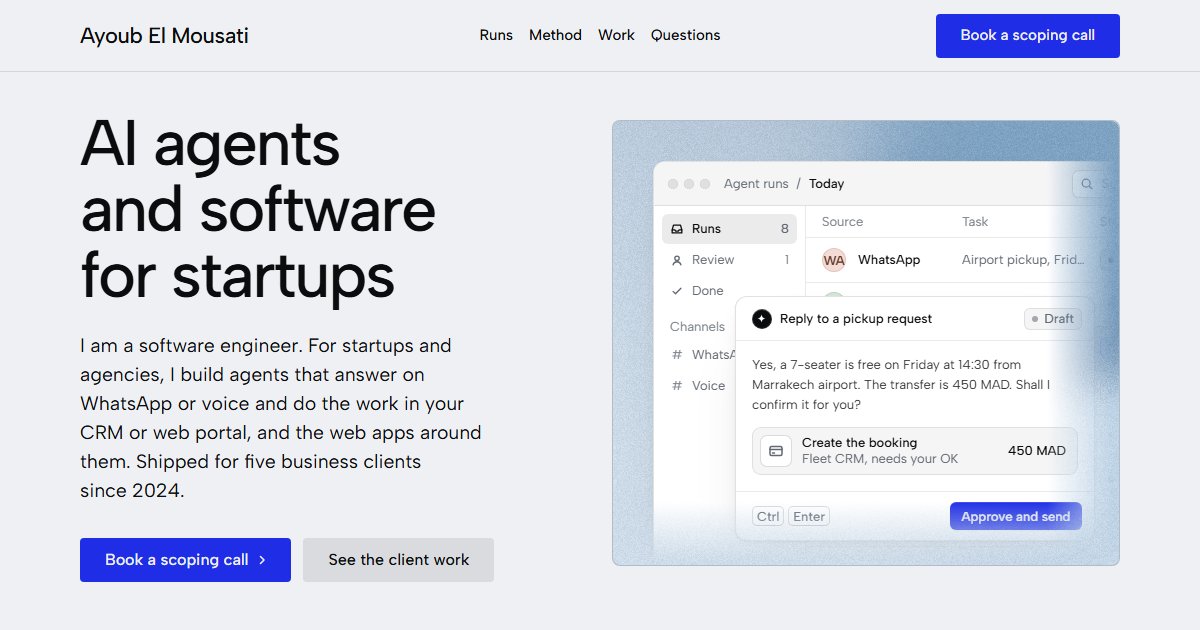 Ayoub El Mousati
Runs Method Work Questions
Book a scoping call
AI agents
and software
for startups
I am a software engineer. For startups and
agencies, I build agents that answer on
WhatsApp or voice and do the work in your
CRM or web portal, and the web apps around
them. Shipped for five business clients
since 2024.
Book a scoping call ›
See the client work
Agent runs / Today
Runs 8
Review 1
Done
Channels
# WhatsA
# Voice
Source Task
WA WhatsApp Airport pickup, Frid...
Reply to a pickup request Draft
Yes, a 7-seater is free on Friday at 14:30 from
Marrakech airport. The transfer is 450 MAD. Shall I
confirm it for you?
Create the booking
Fleet CRM, needs your OK
450 MAD
Ctrl Enter
Approve and send